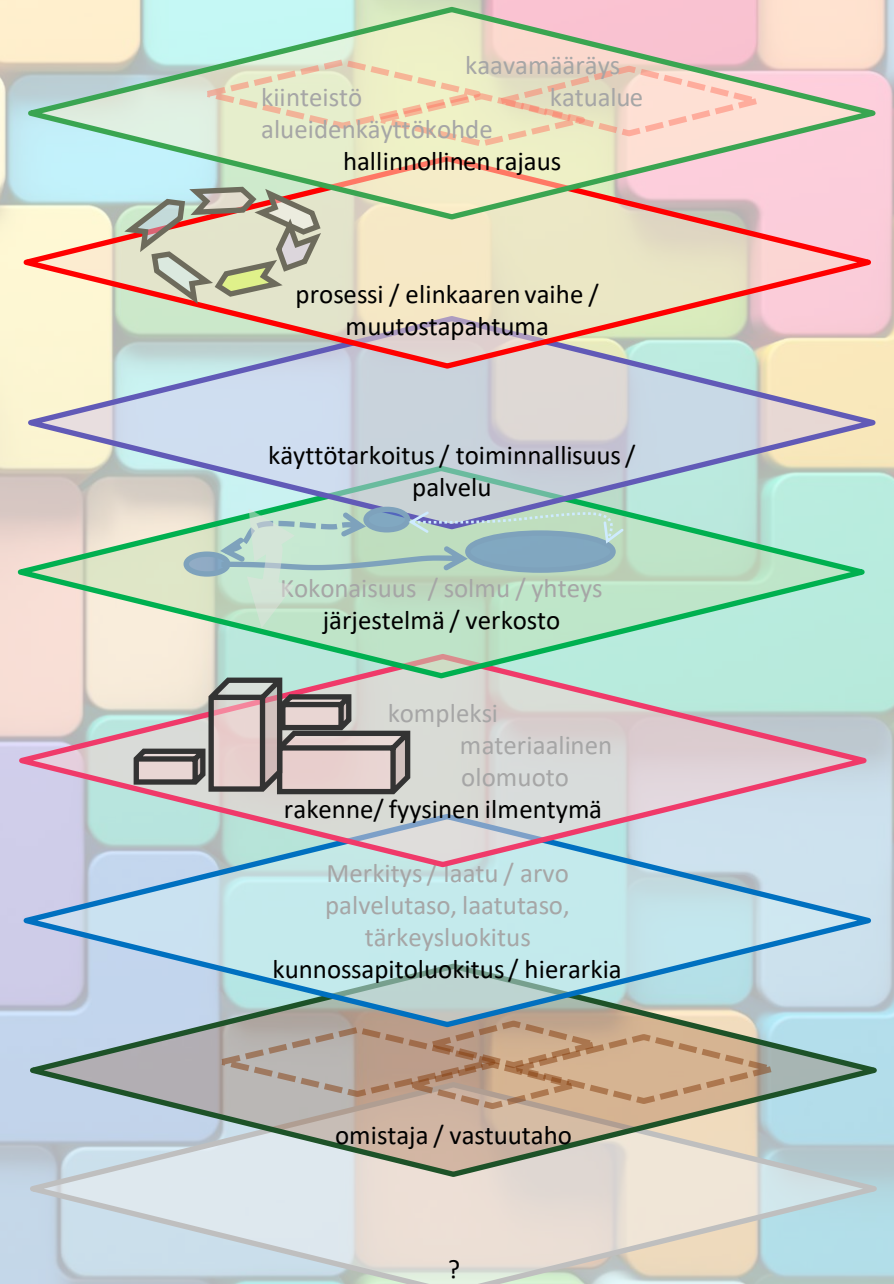 kaavamääräys
kiinteistö katualue
alueidenkäyttökohde
hallinnollinen rajaus
prosessi / elinkaaren vaihe /
muutostapahtuma
käyttötarkoitus / toiminnallisuus /
palvelu
Kokonaisuus / solmu / yhteys
järjestelmä / verkosto
kompleksi
materiaalinen
olomuoto
rakenne/ fyysinen ilmentymä
Merkitys / laatu / arvo
palvelutaso, laatutaso,
tärkeysluokitus
kunnossapitoluokitus / hierarkia
omistaja / vastuutaho
?